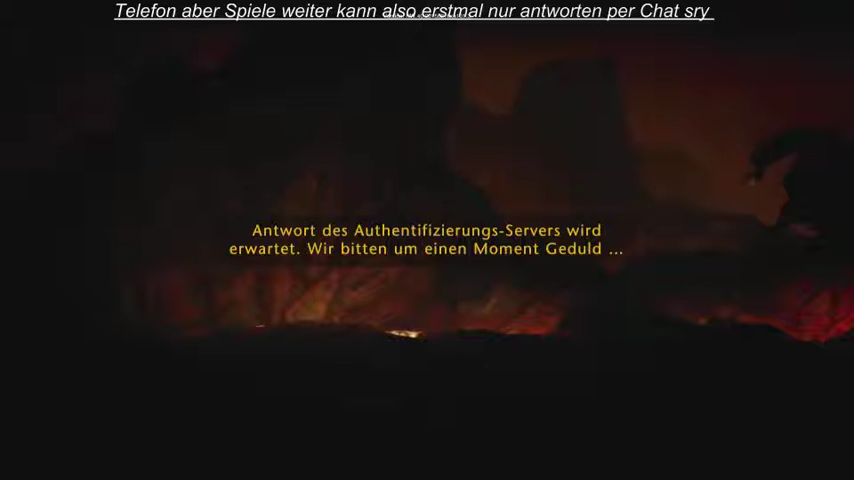 Telefon aber Spiele weiter kann also erstmal nur antworten per Chat sry
Antwort des Authentifizierungs-Servers wird
erwartet. Wir bitten um einen Moment Geduld ...